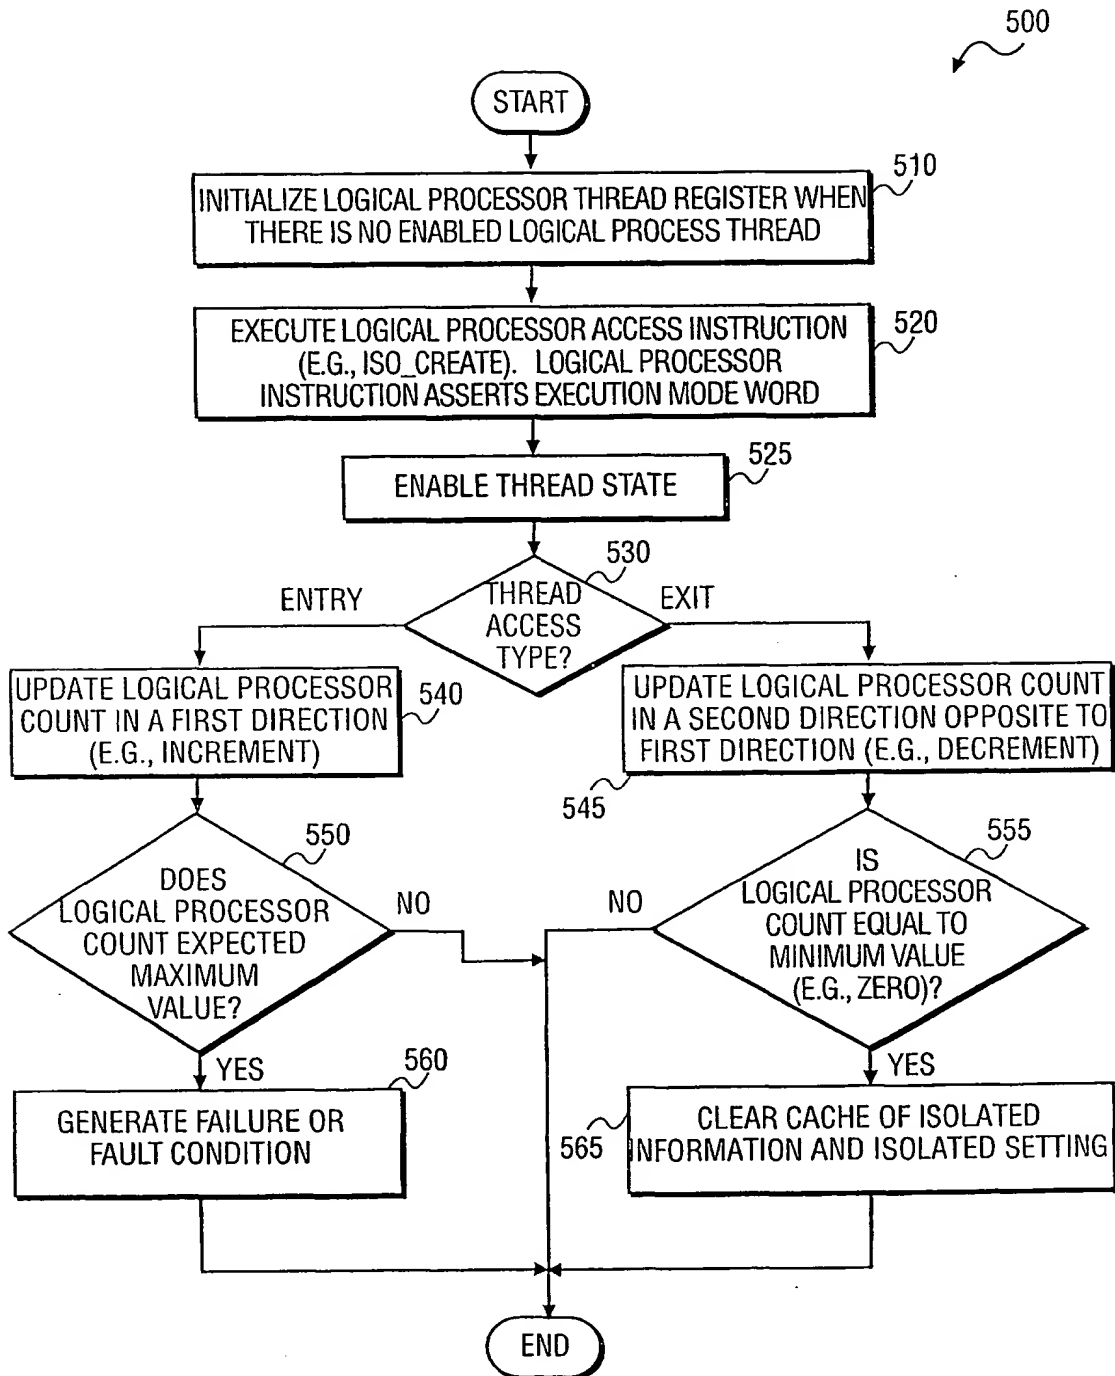 500
START
510
INITIALIZE LOGICAL PROCESSOR THREAD REGISTER WHEN
THERE IS NO ENABLED LOGICAL PROCESS THREAD
EXECUTE LOGICAL PROCESSOR ACCESS INSTRUCTION
(E.G., ISO_CREATE). LOGICAL PROCESSOR
INSTRUCTION ASSERTS EXECUTION MODE WORD
520
ENABLE THREAD STATE
525
530
THREAD
ACCESS
TYPE?
ENTRY
EXIT
UPDATE LOGICAL PROCESSOR
COUNT IN A FIRST DIRECTION
(E.G., INCREMENT)
540
UPDATE LOGICAL PROCESSOR COUNT
IN A SECOND DIRECTION OPPOSITE TO
FIRST DIRECTION (E.G., DECREMENT)
545
550
DOES
LOGICAL PROCESSOR
COUNT EXPECTED
MAXIMUM
VALUE?
NO
YES
555
IS
LOGICAL PROCESSOR
COUNT EQUAL TO
MINIMUM VALUE
(E.G., ZERO)?
NO
YES
560
GENERATE FAILURE OR
FAULT CONDITION
565
CLEAR CACHE OF ISOLATED
INFORMATION AND ISOLATED SETTING
END